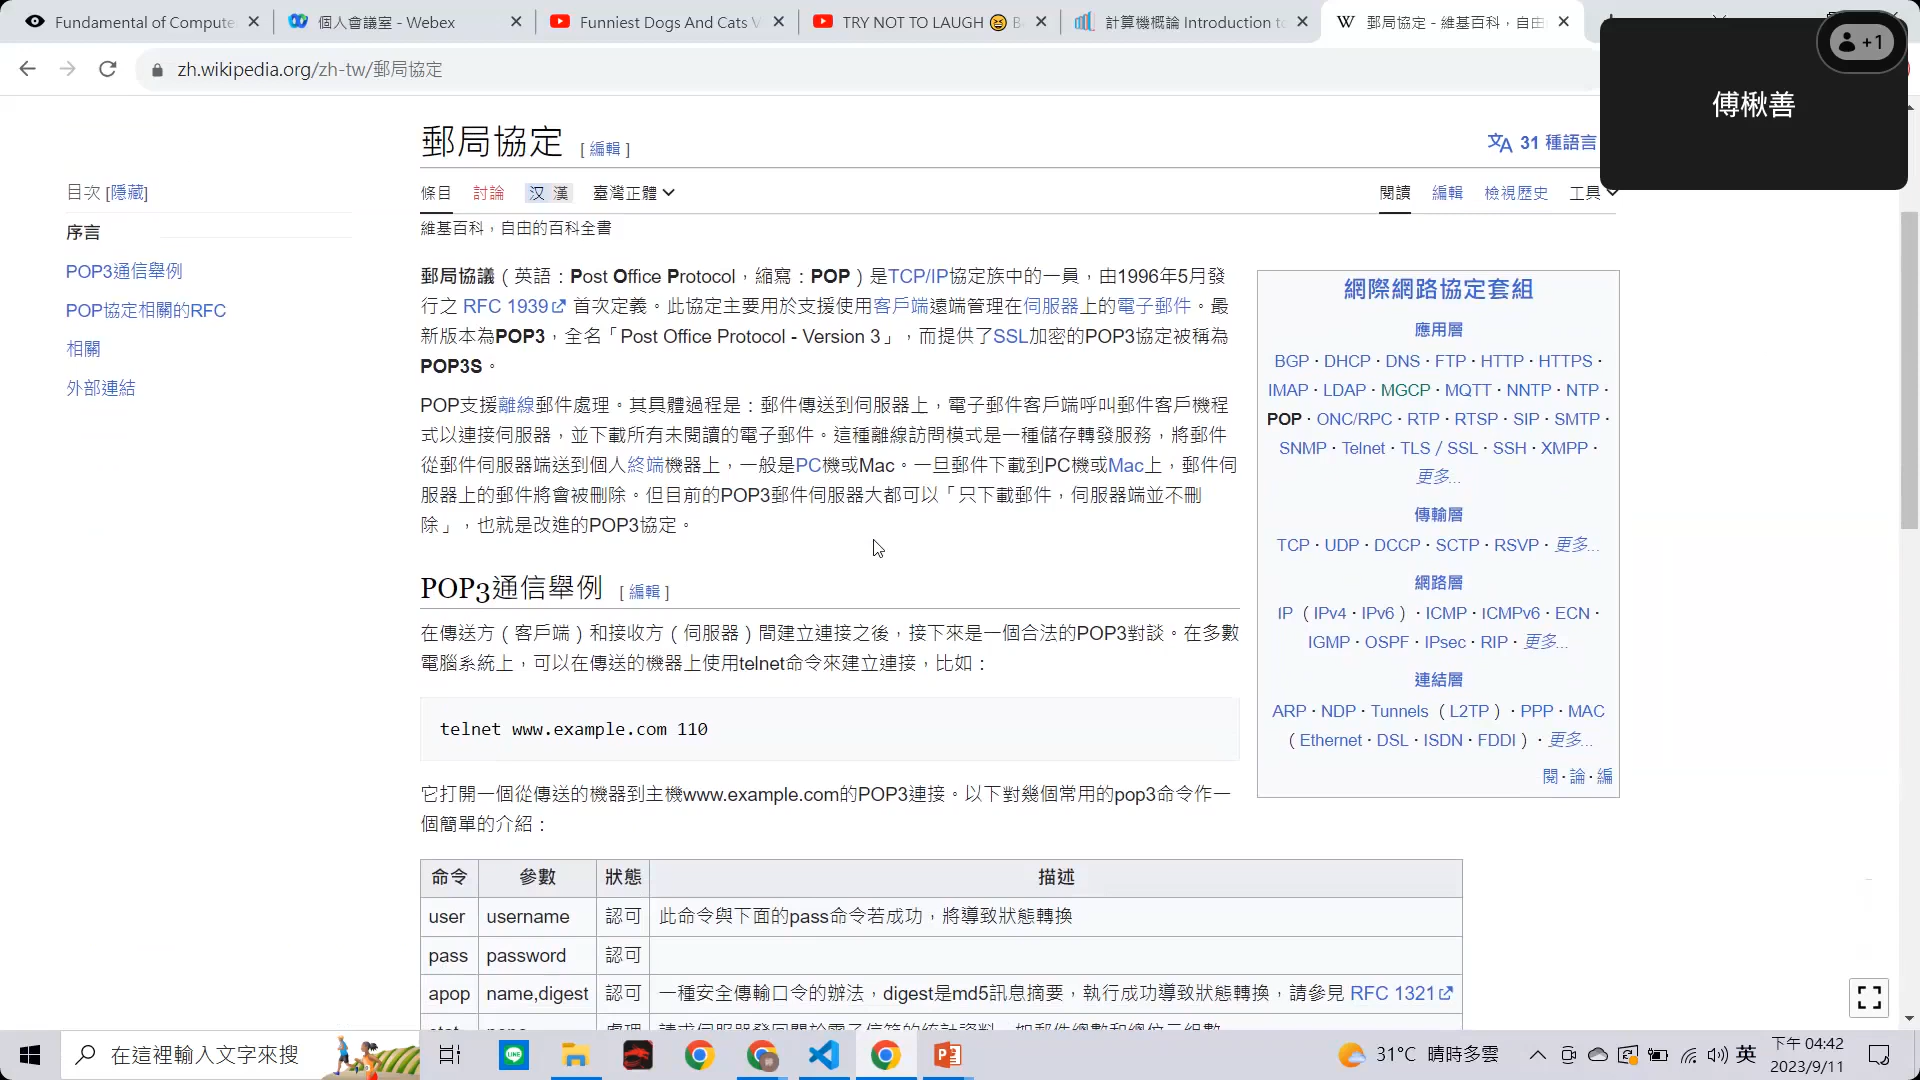 Fundamental of Compute
個人會議室 - Webex
Funniest Dogs And Cats V
TRY NOT TO LAUGH 😆 B
計算機概論 Introduction to
W 郵局協定 - 維基百科，自由
zh.wikipedia.org/zh-tw/郵局協定
+1
傅楸善
郵局協定 [ 編輯 ]
31 種語言
目次 [隱藏]
序言
POP3通信舉例
POP協定相關的RFC
相關
外部連結
條目 討論 汉 漢 臺灣正體
閱讀 編輯 檢視歷史 工具
維基百科，自由的百科全書
郵局協議（英語：Post Office Protocol，縮寫：POP）是TCP/IP協定族中的一員，由1996年5月發
行之 RFC 1939 首次定義。此協定主要用於支援使用客戶端遠端管理在伺服器上的電子郵件。最
新版本為POP3，全名「Post Office Protocol - Version 3」，而提供了SSL加密的POP3協定被稱為
POP3S。
POP支援離線郵件處理。其具體過程是：郵件傳送到伺服器上，電子郵件客戶端呼叫郵件客戶機程
式以連接伺服器，並下載所有未閱讀的電子郵件。這種離線訪問模式是一種儲存轉發服務，將郵件
從郵件伺服器端送到個人終端機器上，一般是PC機或Mac。一旦郵件下載到PC機或Mac上，郵件伺
服器上的郵件將會被刪除。但目前的POP3郵件伺服器大都可以「只下載郵件，伺服器端並不刪
除」，也就是改進的POP3協定。
POP3通信舉例 [ 編輯 ]
在傳送方（客戶端）和接收方（伺服器）間建立連接之後，接下來是一個合法的POP3對談。在多數
電腦系統上，可以在傳送的機器上使用telnet命令來建立連接，比如：
telnet www.example.com 110
它打開一個從傳送的機器到主機www.example.com的POP3連接。以下對幾個常用的pop3命令作一
個簡單的介紹：
命令 參數 狀態 描述
user username 認可 此命令與下面的pass命令若成功，將導致狀態轉換
pass password 認可
apop name,digest 認可 一種安全傳輸口令的辦法，digest是md5訊息摘要，執行成功導致狀態轉換，請參見 RFC 1321
網際網路協定套組
應用層
BGP · DHCP · DNS · FTP · HTTP · HTTPS ·
IMAP · LDAP · MGCP · MQTT · NNTP · NTP ·
POP · ONC/RPC · RTP · RTSP · SIP · SMTP ·
SNMP · Telnet · TLS / SSL · SSH · XMPP ·
更多...
傳輸層
TCP · UDP · DCCP · SCTP · RSVP · 更多...
網路層
IP （IPv4 · IPv6） · ICMP · ICMPv6 · ECN ·
IGMP · OSPF · IPsec · RIP · 更多...
連結層
ARP · NDP · Tunnels （L2TP） · PPP · MAC
（Ethernet · DSL · ISDN · FDDI） · 更多...
閱 · 論 · 編
在這裡輸入文字來搜
31°C 晴時多雲
英
下午 04:42
2023/9/11